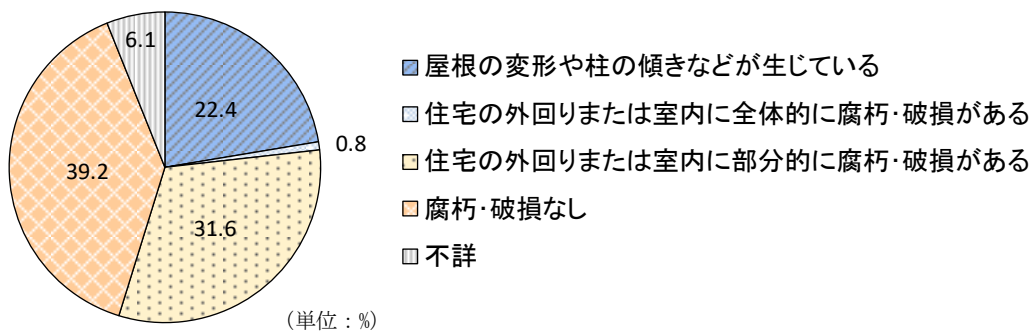 6.1
22.4
0.8
39.2
31.6
(単位：%)
屋根の変形や柱の傾きなどが生じている
住宅の外回りまたは室内に全体的に腐朽・破損がある
住宅の外回りまたは室内に部分的に腐朽・破損がある
腐朽・破損なし
不詳